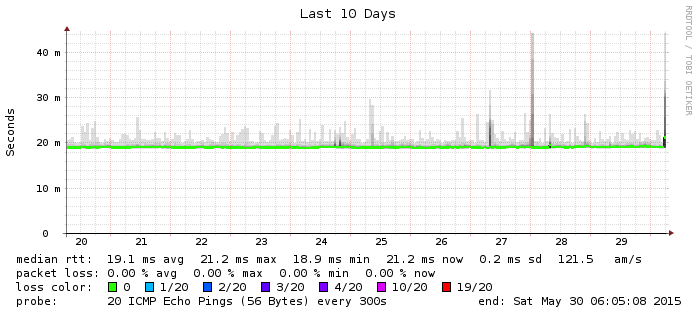 Last 10 Days
RRDTOOL / TOBI OETIKER
Seconds
40 m
30 m
20 m
10 m
0
20 21 22 23 24 25 26 27 28 29
median rtt: 19.1 ms avg 21.2 ms max 18.9 ms min 21.2 ms now 0.2 ms sd 121.5 am/s
packet loss: 0.00 % avg 0.00 % max 0.00 % min 0.00 % now
loss color: 0 1/20 2/20 3/20 4/20 10/20 19/20
probe: 20 ICMP Echo Pings (56 Bytes) every 300s end: Sat May 30 06:05:08 2015